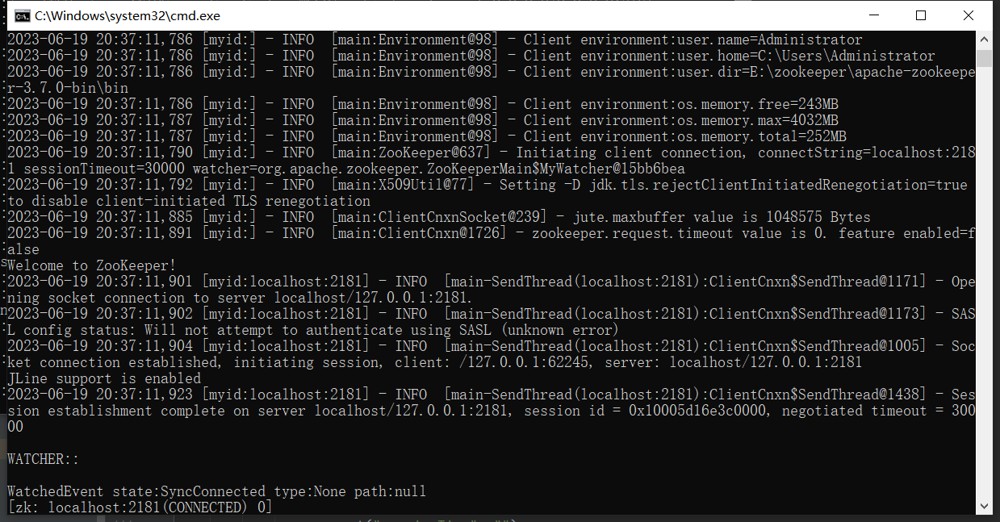 C:\Windows\system32\cmd.exe
2023-06-19 20:37:11,786 [myid:] - INFO  [main:Environment@98] - Client environment:user.name=Administrator
2023-06-19 20:37:11,786 [myid:] - INFO  [main:Environment@98] - Client environment:user.home=C:\Users\Administrator
2023-06-19 20:37:11,786 [myid:] - INFO  [main:Environment@98] - Client environment:user.dir=E:\zookeeper\apache-zookeepe
r-3.7.0-bin\bin
2023-06-19 20:37:11,786 [myid:] - INFO  [main:Environment@98] - Client environment:os.memory.free=243MB
2023-06-19 20:37:11,787 [myid:] - INFO  [main:Environment@98] - Client environment:os.memory.max=4032MB
2023-06-19 20:37:11,787 [myid:] - INFO  [main:Environment@98] - Client environment:os.memory.total=252MB
2023-06-19 20:37:11,790 [myid:] - INFO  [main:ZooKeeper@637] - Initiating client connection, connectString=localhost:218
1 sessionTimeout=30000 watcher=org.apache.zookeeper.ZooKeeperMain$MyWatcher@15bb6bea
2023-06-19 20:37:11,792 [myid:] - INFO  [main:X509Util@77] - Setting -D jdk.tls.rejectClientInitiatedRenegotiation=true
to disable client-initiated TLS renegotiation
2023-06-19 20:37:11,885 [myid:] - INFO  [main:ClientCnxnSocket@239] - jute.maxbuffer value is 1048575 Bytes
2023-06-19 20:37:11,891 [myid:] - INFO  [main:ClientCnxn@1726] - zookeeper.request.timeout value is 0. feature enabled=f
alse
Welcome to ZooKeeper!
2023-06-19 20:37:11,901 [myid:localhost:2181] - INFO  [main-SendThread(localhost:2181):ClientCnxn$SendThread@1171] - Ope
ning socket connection to server localhost/127.0.0.1:2181.
2023-06-19 20:37:11,902 [myid:localhost:2181] - INFO  [main-SendThread(localhost:2181):ClientCnxn$SendThread@1173] - SAS
L config status: Will not attempt to authenticate using SASL (unknown error)
2023-06-19 20:37:11,904 [myid:localhost:2181] - INFO  [main-SendThread(localhost:2181):ClientCnxn$SendThread@1005] - Soc
ket connection established, initiating session, client: /127.0.0.1:62245, server: localhost/127.0.0.1:2181
JLine support is enabled
2023-06-19 20:37:11,923 [myid:localhost:2181] - INFO  [main-SendThread(localhost:2181):ClientCnxn$SendThread@1438] - Ses
sion establishment complete on server localhost/127.0.0.1:2181, session id = 0x10005d16e3c0000, negotiated timeout = 300
00
WATCHER::
WatchedEvent state:SyncConnected type:None path:null
[zk: localhost:2181(CONNECTED) 0]